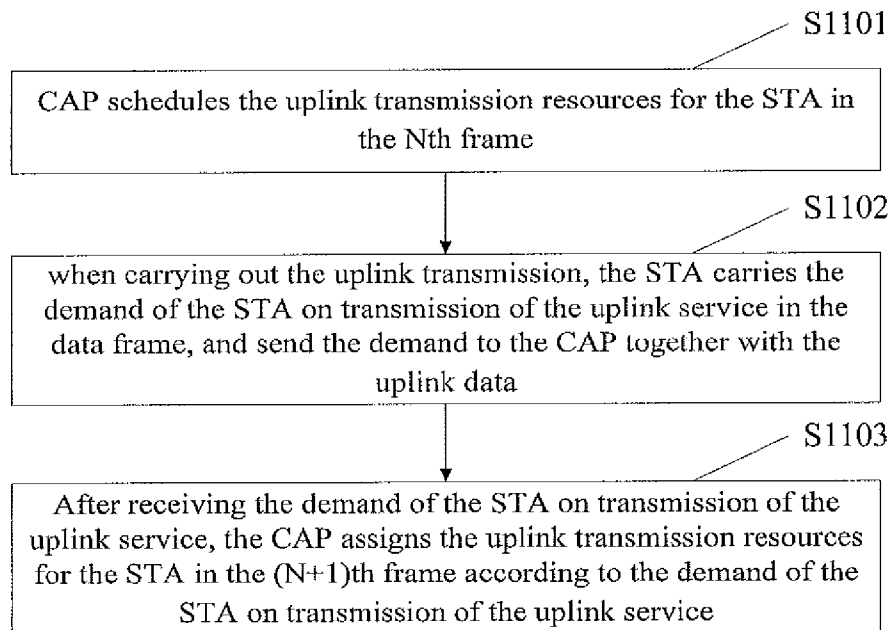 S1101
CAP schedules the uplink transmission resources for the STA in
the Nth frame
S1102
when carrying out the uplink transmission, the STA carries the
demand of the STA on transmission of the uplink service in the
data frame, and send the demand to the CAP together with the
uplink data
S1103
After receiving the demand of the STA on transmission of the
uplink service, the CAP assigns the uplink transmission resources
for the STA in the (N+1)th frame according to the demand of the
STA on transmission of the uplink service